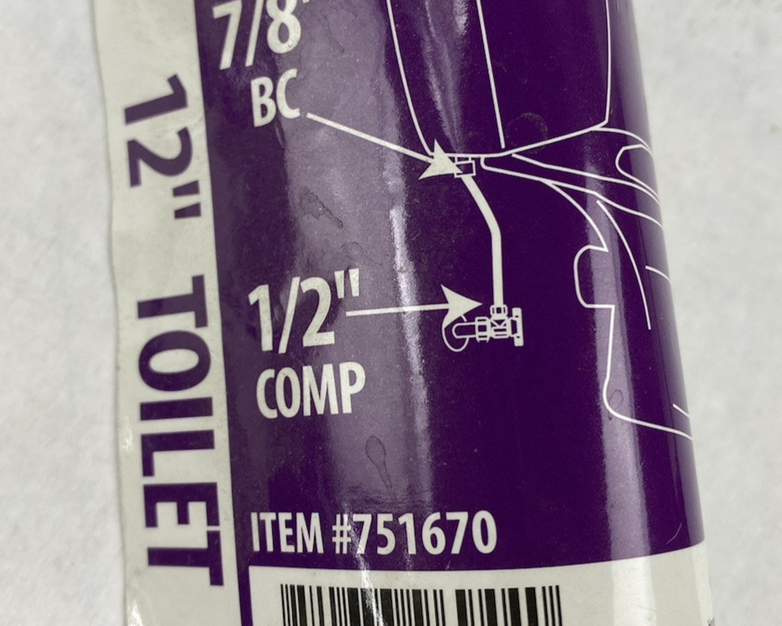 7/8"
BC
12" TOILET
1/2"
COMP
ITEM #751670